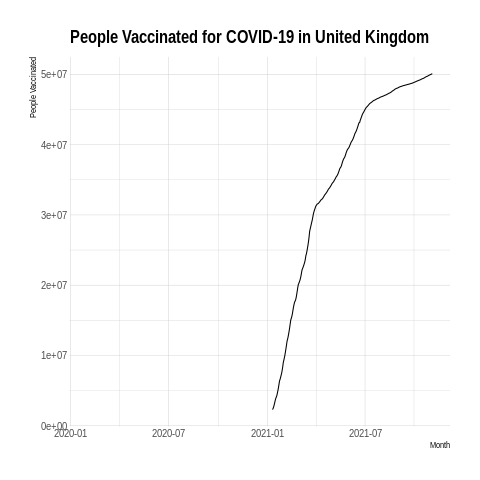 People Vaccinated for COVID-19 in United Kingdom
People Vaccinated
5e+07
4e+07
3e+07
2e+07
1e+07
0e+00
2020-01 2020-07 2021-01 2021-07
Month